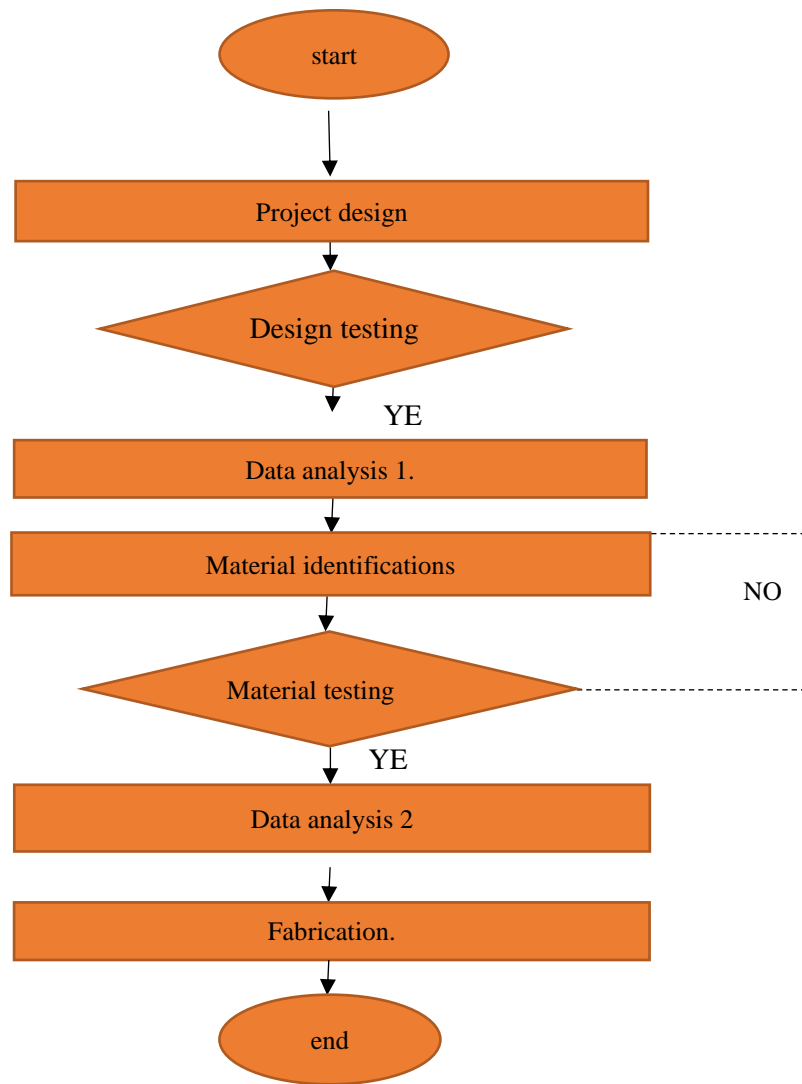 start
Project design
Design testing
YE
Data analysis 1.
Material identifications
NO
Material testing
YE
Data analysis 2
Fabrication.
end